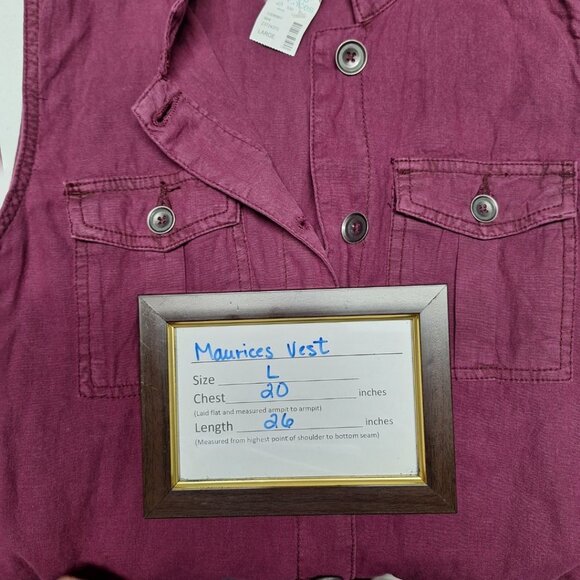 LARGE
Maurices Vest
Size L
Chest 20 inches
(Laid flat and measured armpit to armpit)
Length 26 inches
(Measured from highest point of shoulder to bottom seam)